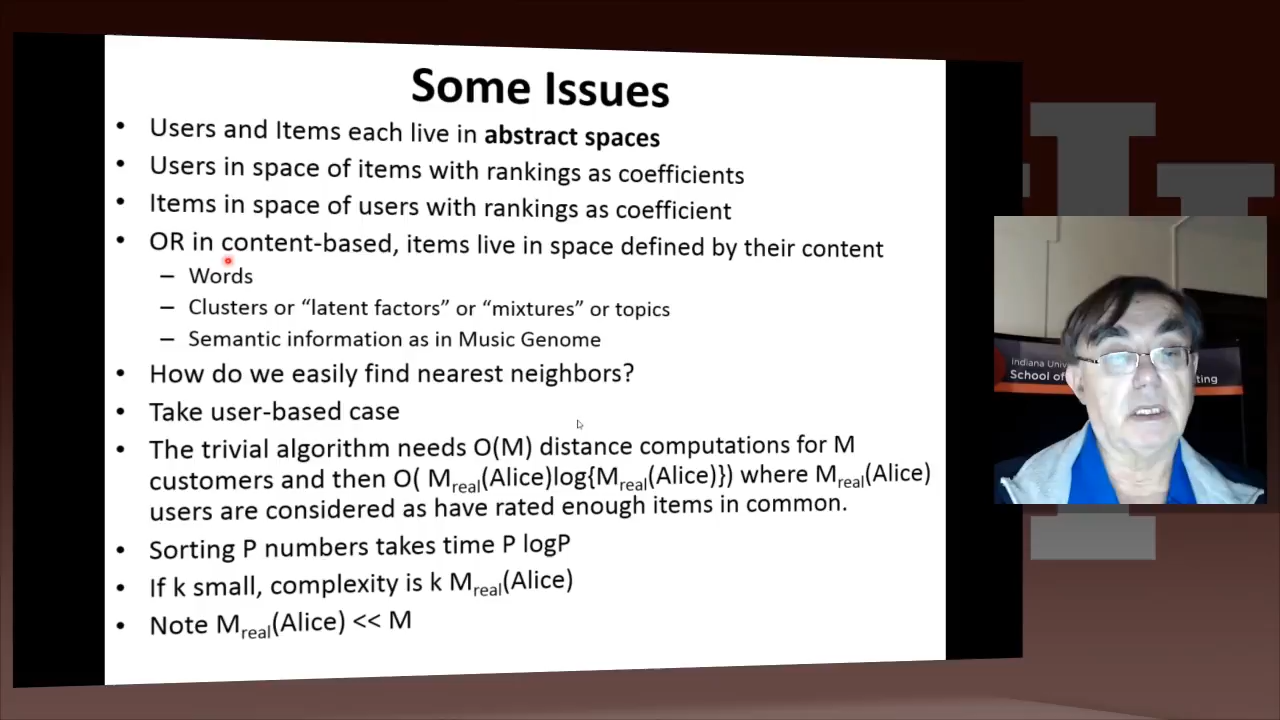 Some Issues
• Users and Items each live in abstract spaces
• Users in space of items with rankings as coefficients
• Items in space of users with rankings as coefficient
• OR in content-based, items live in space defined by their content
– Words
– Clusters or “latent factors” or “mixtures” or topics
– Semantic information as in Music Genome
• How do we easily find nearest neighbors?
• Take user-based case
• The trivial algorithm needs O(M) distance computations for M
customers and then O( Mreal(Alice)log{Mreal(Alice)}) where Mreal(Alice)
users are considered as have rated enough items in common.
• Sorting P numbers takes time P logP
• If k small, complexity is k Mreal(Alice)
• Note Mreal(Alice) << M
Indiana
School of